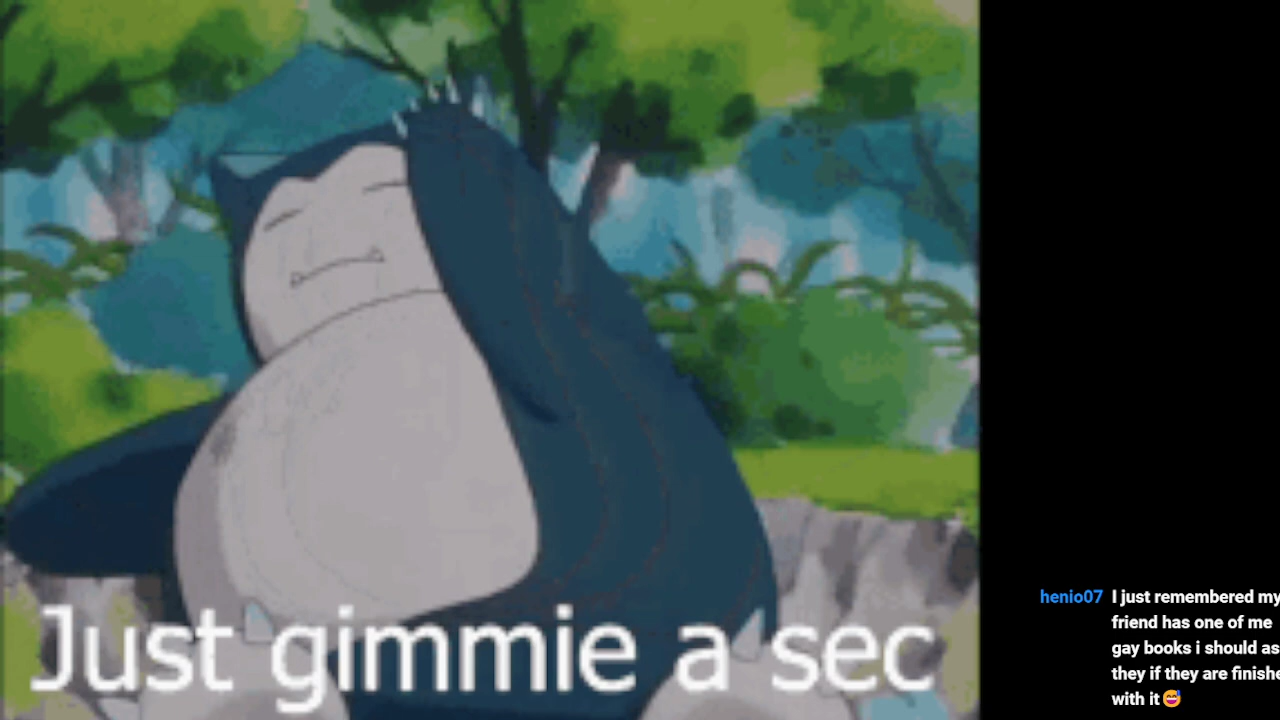 Just gimmie a sec
henio07 I just remembered my
friend has one of me
gay books i should as
they if they are finishe
with it😅